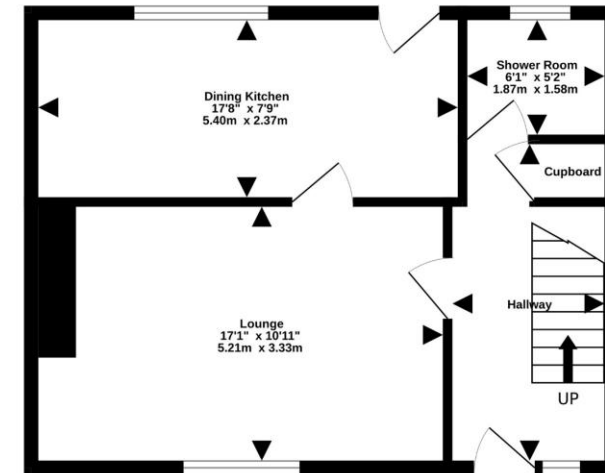 Dining Kitchen
17'8" x 7'9"
5.40m x 2.37m
Shower Room
6'1" x 5'2"
1.87m x 1.58m
Cupboard
Lounge
17'1" x 10'11"
5.21m x 3.33m
Hallway
UP